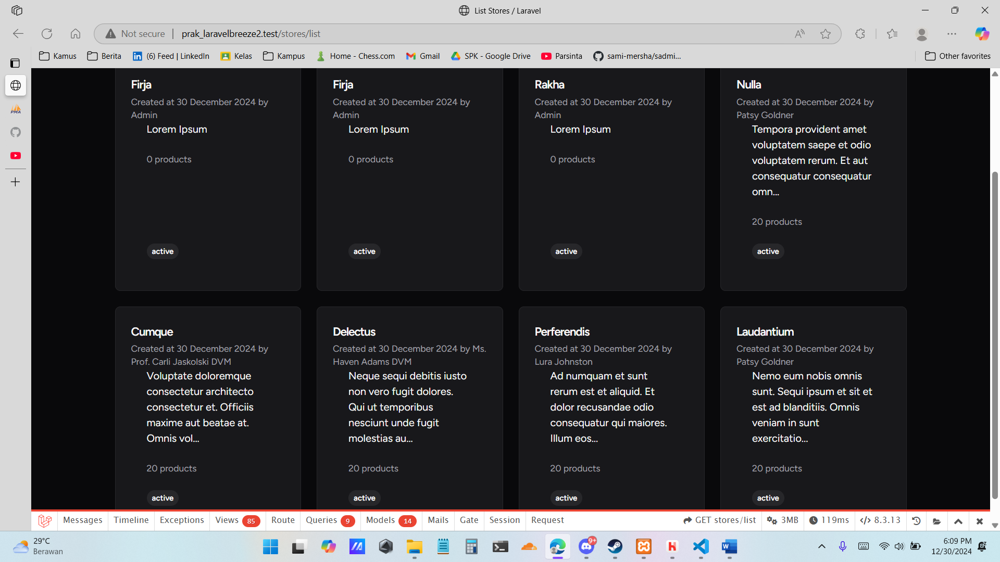 List Stores / Laravel
Not secure
prak_laravelbreeze2.test/stores/list
Kamus
Berita
(6) Feed | LinkedIn
Kelas
Kampus
Home - Chess.com
Gmail
SPK - Google Drive
Parsinta
sami-mersha/sadmi...
Other favorites
PMA
Firja
Created at 30 December 2024 by
Admin
Lorem Ipsum
0 products
active
Firja
Created at 30 December 2024 by
Admin
Lorem Ipsum
0 products
active
Rakha
Created at 30 December 2024 by
Admin
Lorem Ipsum
0 products
active
Nulla
Created at 30 December 2024 by
Patsy Goldner
Tempora provident amet
voluptatem saepe et odio
voluptatem rerum. Et aut
consequatur consequatur
omn...
20 products
active
Cumque
Created at 30 December 2024 by
Prof. Carli Jaskolski DVM
Voluptate doloremque
consectetur architecto
consectetur et. Officiis
maxime aut beatae at.
Omnis vol...
20 products
active
Delectus
Created at 30 December 2024 by Ms.
Haven Adams DVM
Neque sequi debitis iusto
non vero fugit dolores.
Qui ut temporibus
nesciunt unde fugit
molestias au...
20 products
active
Perferendis
Created at 30 December 2024 by
Lura Johnston
Ad numquam et sunt
rerum est et aliquid. Et
dolor recusandae odio
consequatur qui maiores.
Illum eos...
20 products
active
Laudantium
Created at 30 December 2024 by
Patsy Goldner
Nemo eum nobis omnis
sunt. Sequi ipsum et sit et
est ad blanditiis. Omnis
veniam in sunt
exercitatio...
20 products
active
Messages
Timeline
Exceptions
Views 85
Route
Queries 9
Models 14
Mails
Gate
Session
Request
GET stores/list
3MB
119ms
8.3.13
29°C
Berawan
9+
6:09 PM
12/30/2024